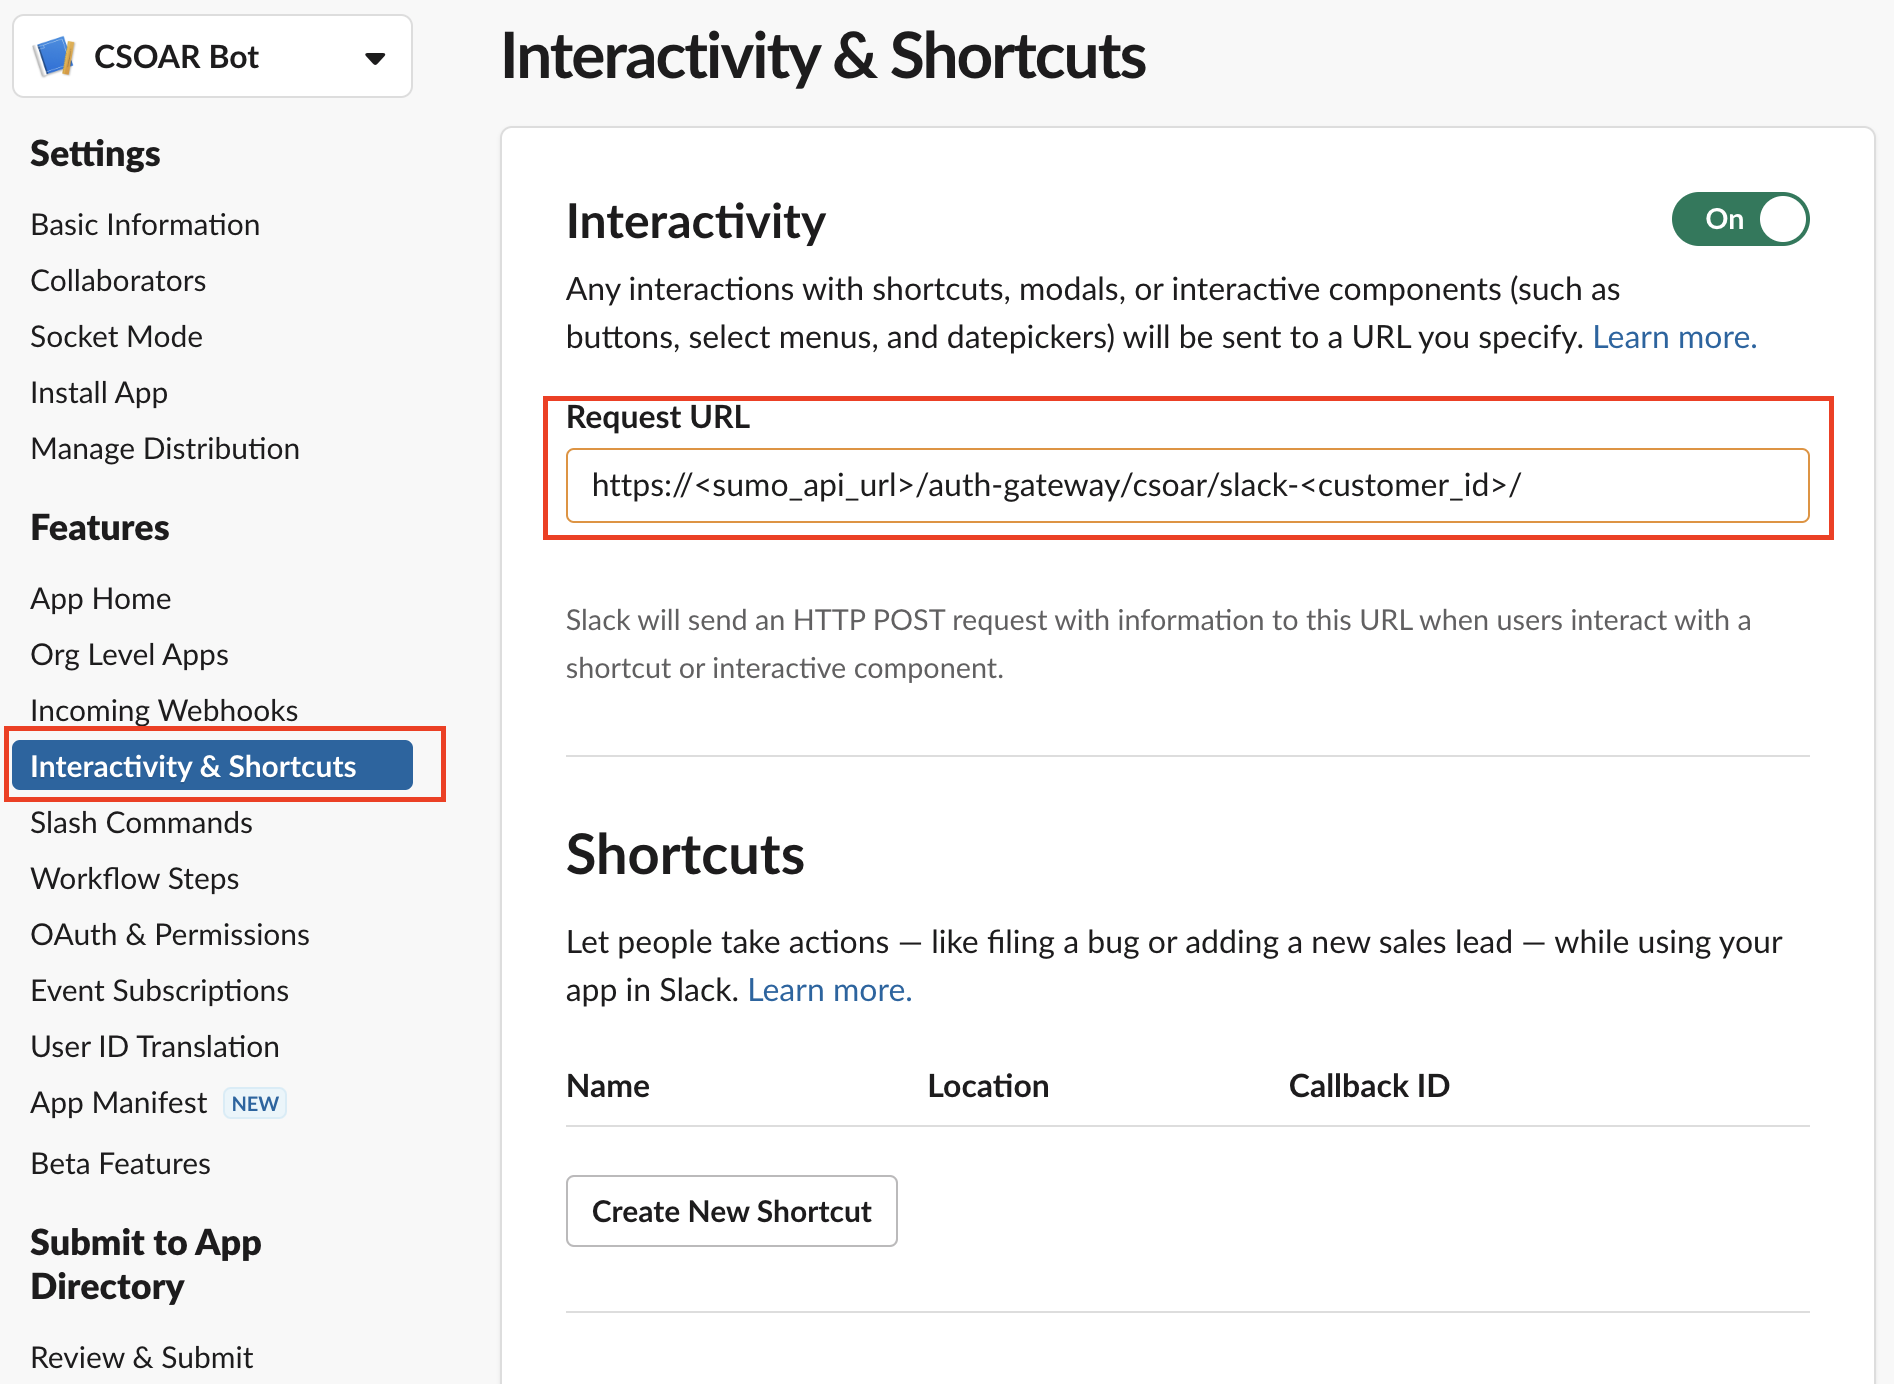 CSOAR Bot
Settings
Basic Information
Collaborators
Socket Mode
Install App
Manage Distribution
Features
App Home
Org Level Apps
Incoming Webhooks
Interactivity & Shortcuts
Slash Commands
Workflow Steps
OAuth & Permissions
Event Subscriptions
User ID Translation
App Manifest NEW
Beta Features
Submit to App
Directory
Review & Submit
Interactivity & Shortcuts
Interactivity
On
Any interactions with shortcuts, modals, or interactive components (such as
buttons, select menus, and datepickers) will be sent to a URL you specify. Learn more.
Request URL
https://<sumo_api_url>/auth-gateway/csoar/slack-<customer_id>/
Slack will send an HTTP POST request with information to this URL when users interact with a
shortcut or interactive component.
Shortcuts
Let people take actions — like filing a bug or adding a new sales lead — while using your
app in Slack. Learn more.
Name Location Callback ID
Create New Shortcut